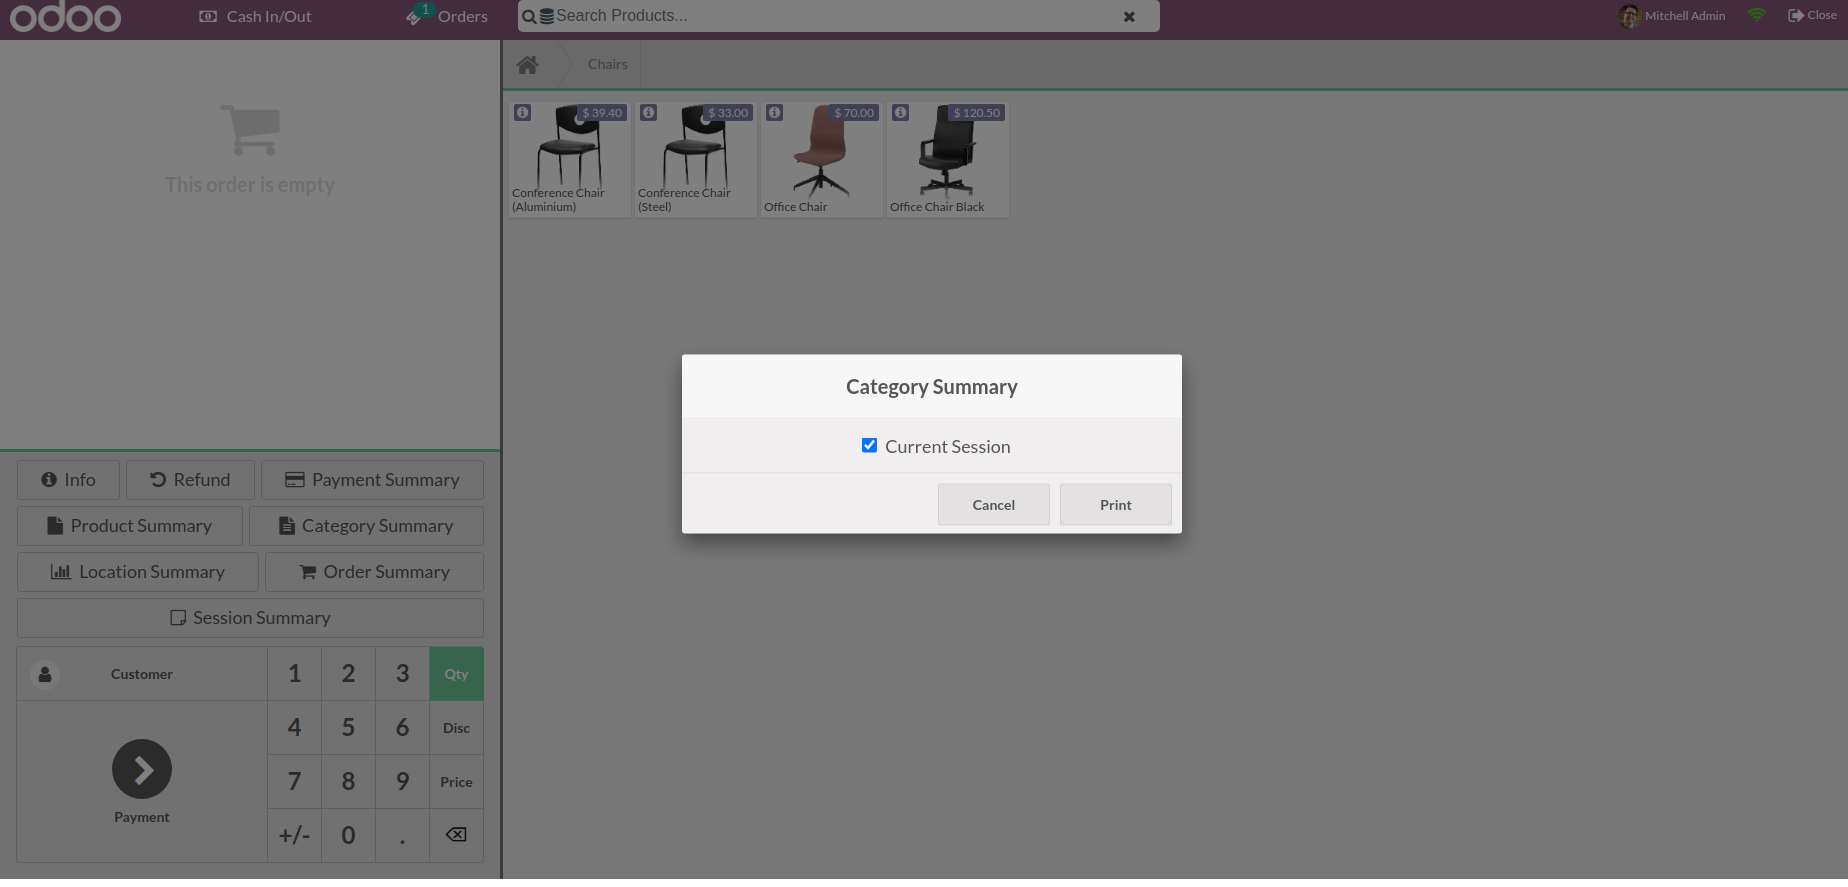 odoo
Cash In/Out
1
Orders
Search Products...
Mitchell Admin
Close
Chairs
This order is empty
$ 39.40
$ 33.00
$ 70.00
$ 120.50
Conference Chair
(Aluminium)
Conference Chair
(Steel)
Office Chair
Office Chair Black
Category Summary
Current Session
Cancel
Print
Info
Refund
Payment Summary
Product Summary
Category Summary
Location Summary
Order Summary
Session Summary
Customer
1 2 3 Qty
4 5 6 Disc
7 8 9 Price
Payment
+/- 0 .